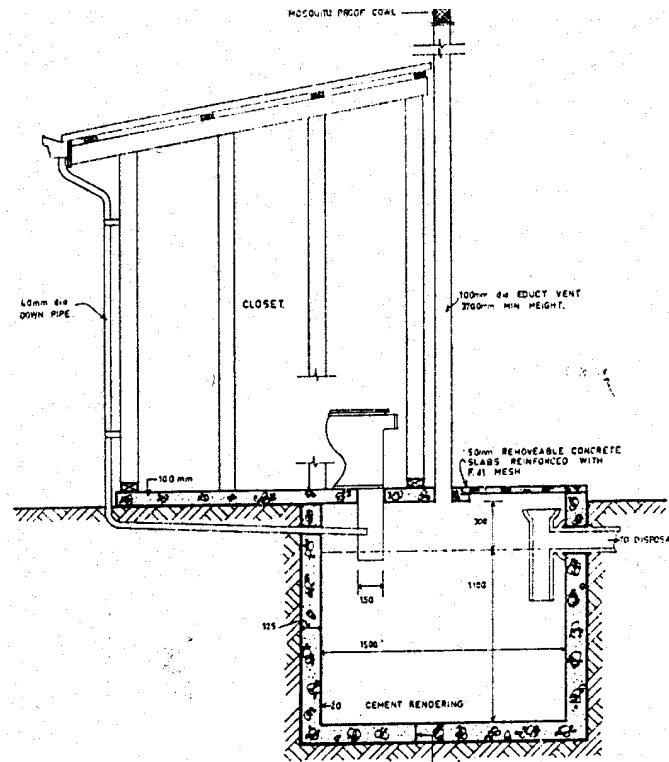 MOSQUITO PROOF COWL
40mm dia
DOWN PIPE.
CLOSET.
100mm dia EDUCT VENT
3700mm MIN HEIGHT.
50mm REMOVEABLE CONCRETE
SLABS REINFORCED WITH
F.41 MESH
100 mm
300
TO DISPOSA
150
1100
125
1500
20
CEMENT RENDERING